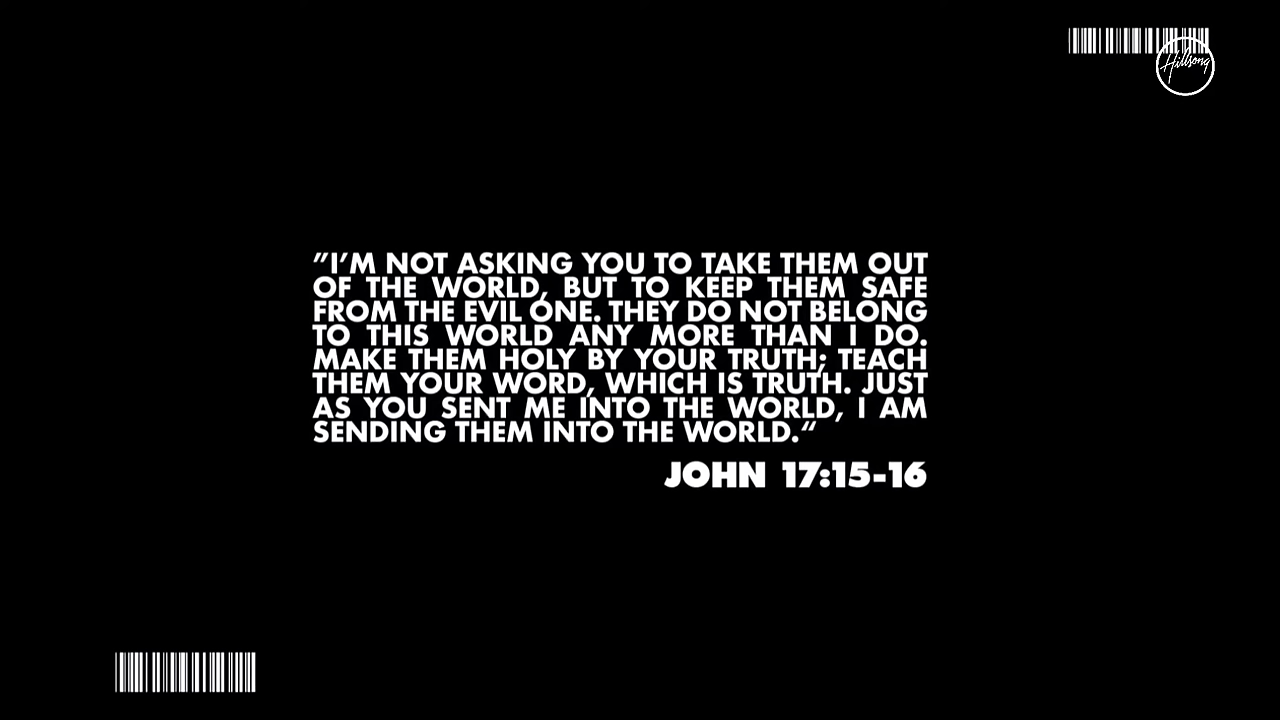 Hillsong
”I’M NOT ASKING YOU TO TAKE THEM OUT
OF THE WORLD, BUT TO KEEP THEM SAFE
FROM THE EVIL ONE. THEY DO NOT BELONG
TO THIS WORLD ANY MORE THAN I DO.
MAKE THEM HOLY BY YOUR TRUTH; TEACH
THEM YOUR WORD, WHICH IS TRUTH. JUST
AS YOU SENT ME INTO THE WORLD, I AM
SENDING THEM INTO THE WORLD.“
JOHN 17:15-16